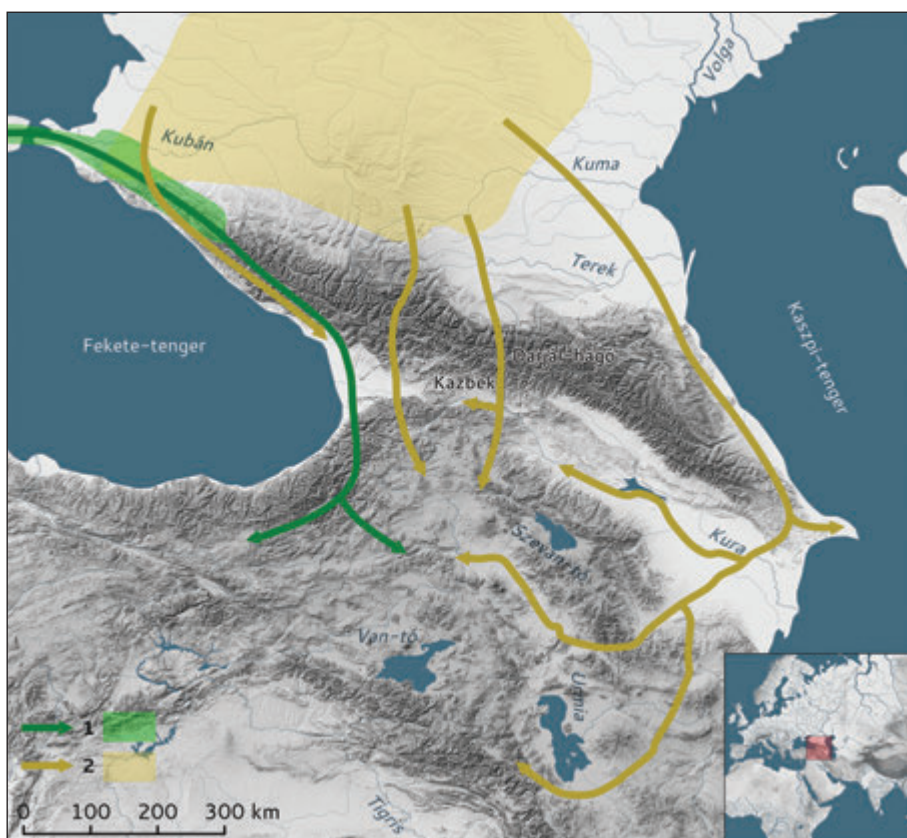 Volga
Kubán
Kuma
Terek
Fekete-tenger
Kaszpi-tenger
Darjal-hágó
Kazbek
Szevan-tó
Kura
Van-tó
Urmia
1
2
0 100 200 300 km
Tigris